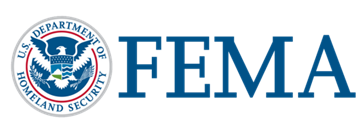 U.S. DEPARTMENT OF
HOMELAND SECURITY
FEMA